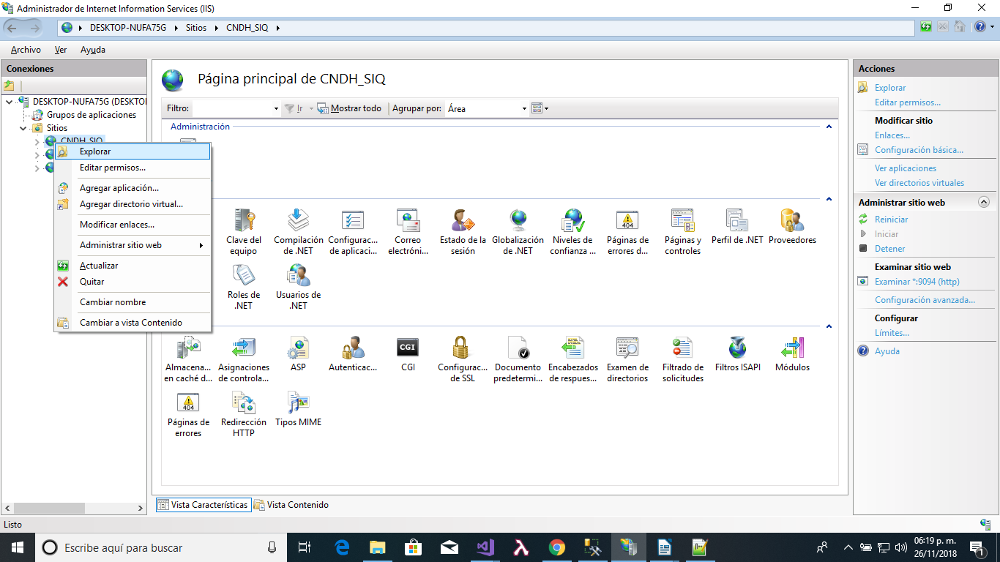 Administrador de Internet Information Services (IIS)
DESKTOP-NUFA75G Sitios CNDH_SIQ
Archivo Ver Ayuda
Conexiones
DESKTOP-NUFA75G (DESKTO
Grupos de aplicaciones
Sitios
CNDH_SIQ
Explorar
Editar permisos...
Agregar aplicación...
Agregar directorio virtual...
Modificar enlaces...
Administrar sitio web
Actualizar
Quitar
Cambiar nombre
Cambiar a vista Contenido
Página principal de CNDH_SIQ
Filtro: Ir Mostrar todo Agrupar por: Área
Administración
Clave del Compilación Configurac... Correo Estado de la Globalización Niveles de Páginas de Páginas y Perfil de .NET Proveedores
equipo de .NET de aplicaci... electróni... sesión de .NET confianza ... errores d... controles
Roles de Usuarios de
.NET .NET
Almacena... Asignaciones ASP Autenticac... CGI Configurac... Documento Encabezados Examen de Filtrado de Filtros ISAPI Módulos
en caché d... de controla... de SSL predetermi... de respues... directorios solicitudes
CGI
404
404
Páginas de Redirección Tipos MIME
errores HTTP
Vista Características Vista Contenido
Acciones
Explorar
Editar permisos...
Modificar sitio
Enlaces...
Configuración básica...
Ver aplicaciones
Ver directorios virtuales
Administrar sitio web
Reiniciar
Iniciar
Detener
Examinar sitio web
Examinar *:9094 (http)
Configuración avanzada...
Configurar
Límites...
Ayuda
Listo
Escribe aquí para buscar
06:19 p. m.
26/11/2018
1